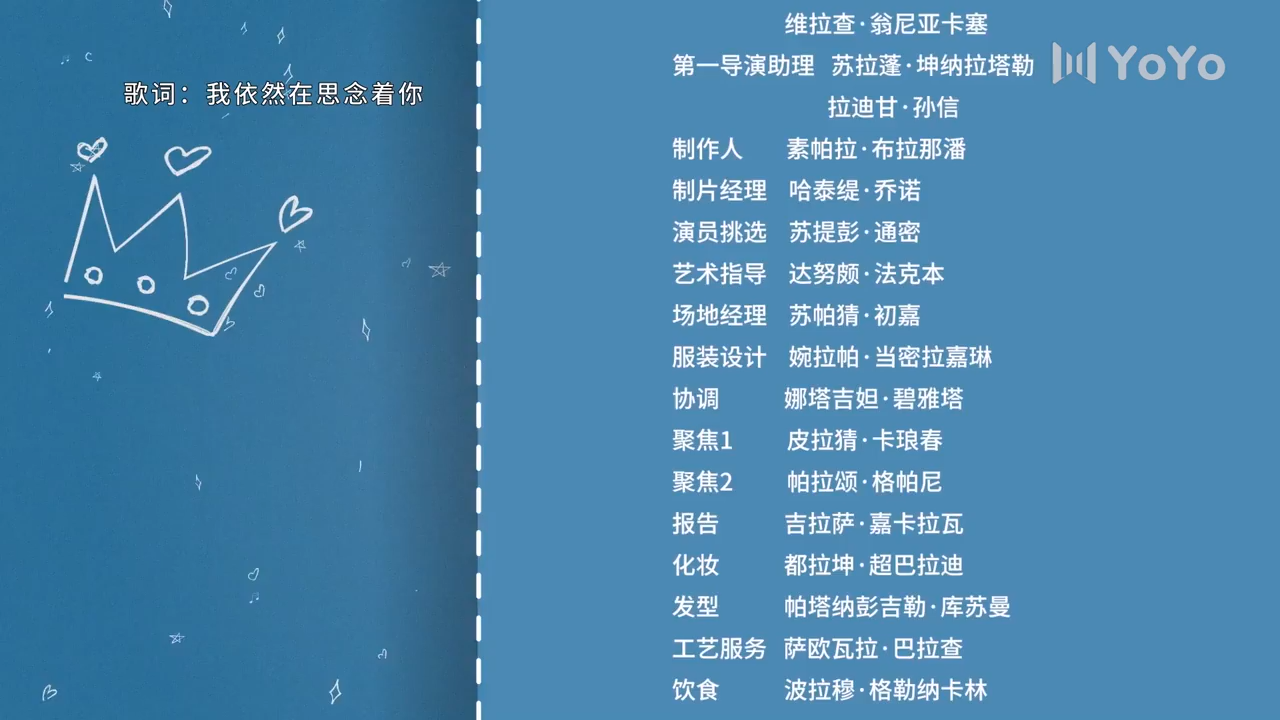 歌词：我依然在思念着你
维拉查·翁尼亚卡塞
第一导演助理 苏拉蓬·坤纳拉塔勒
拉迪甘·孙信
制作人 素帕拉·布拉那潘
制片经理 哈泰缇·乔诺
演员挑选 苏提彭·通密
艺术指导 达努颇·法克本
场地经理 苏帕猜·初嘉
服装设计 婉拉帕·当密拉嘉琳
协调 娜塔吉妲·碧雅塔
聚焦1 皮拉猜·卡琅春
聚焦2 帕拉颂·格帕尼
报告 吉拉萨·嘉卡拉瓦
化妆 都拉坤·超巴拉迪
发型 帕塔纳彭吉勒·库苏曼
工艺服务 萨欧瓦拉·巴拉查
饮食 波拉穆·格勒纳卡林
YoYo